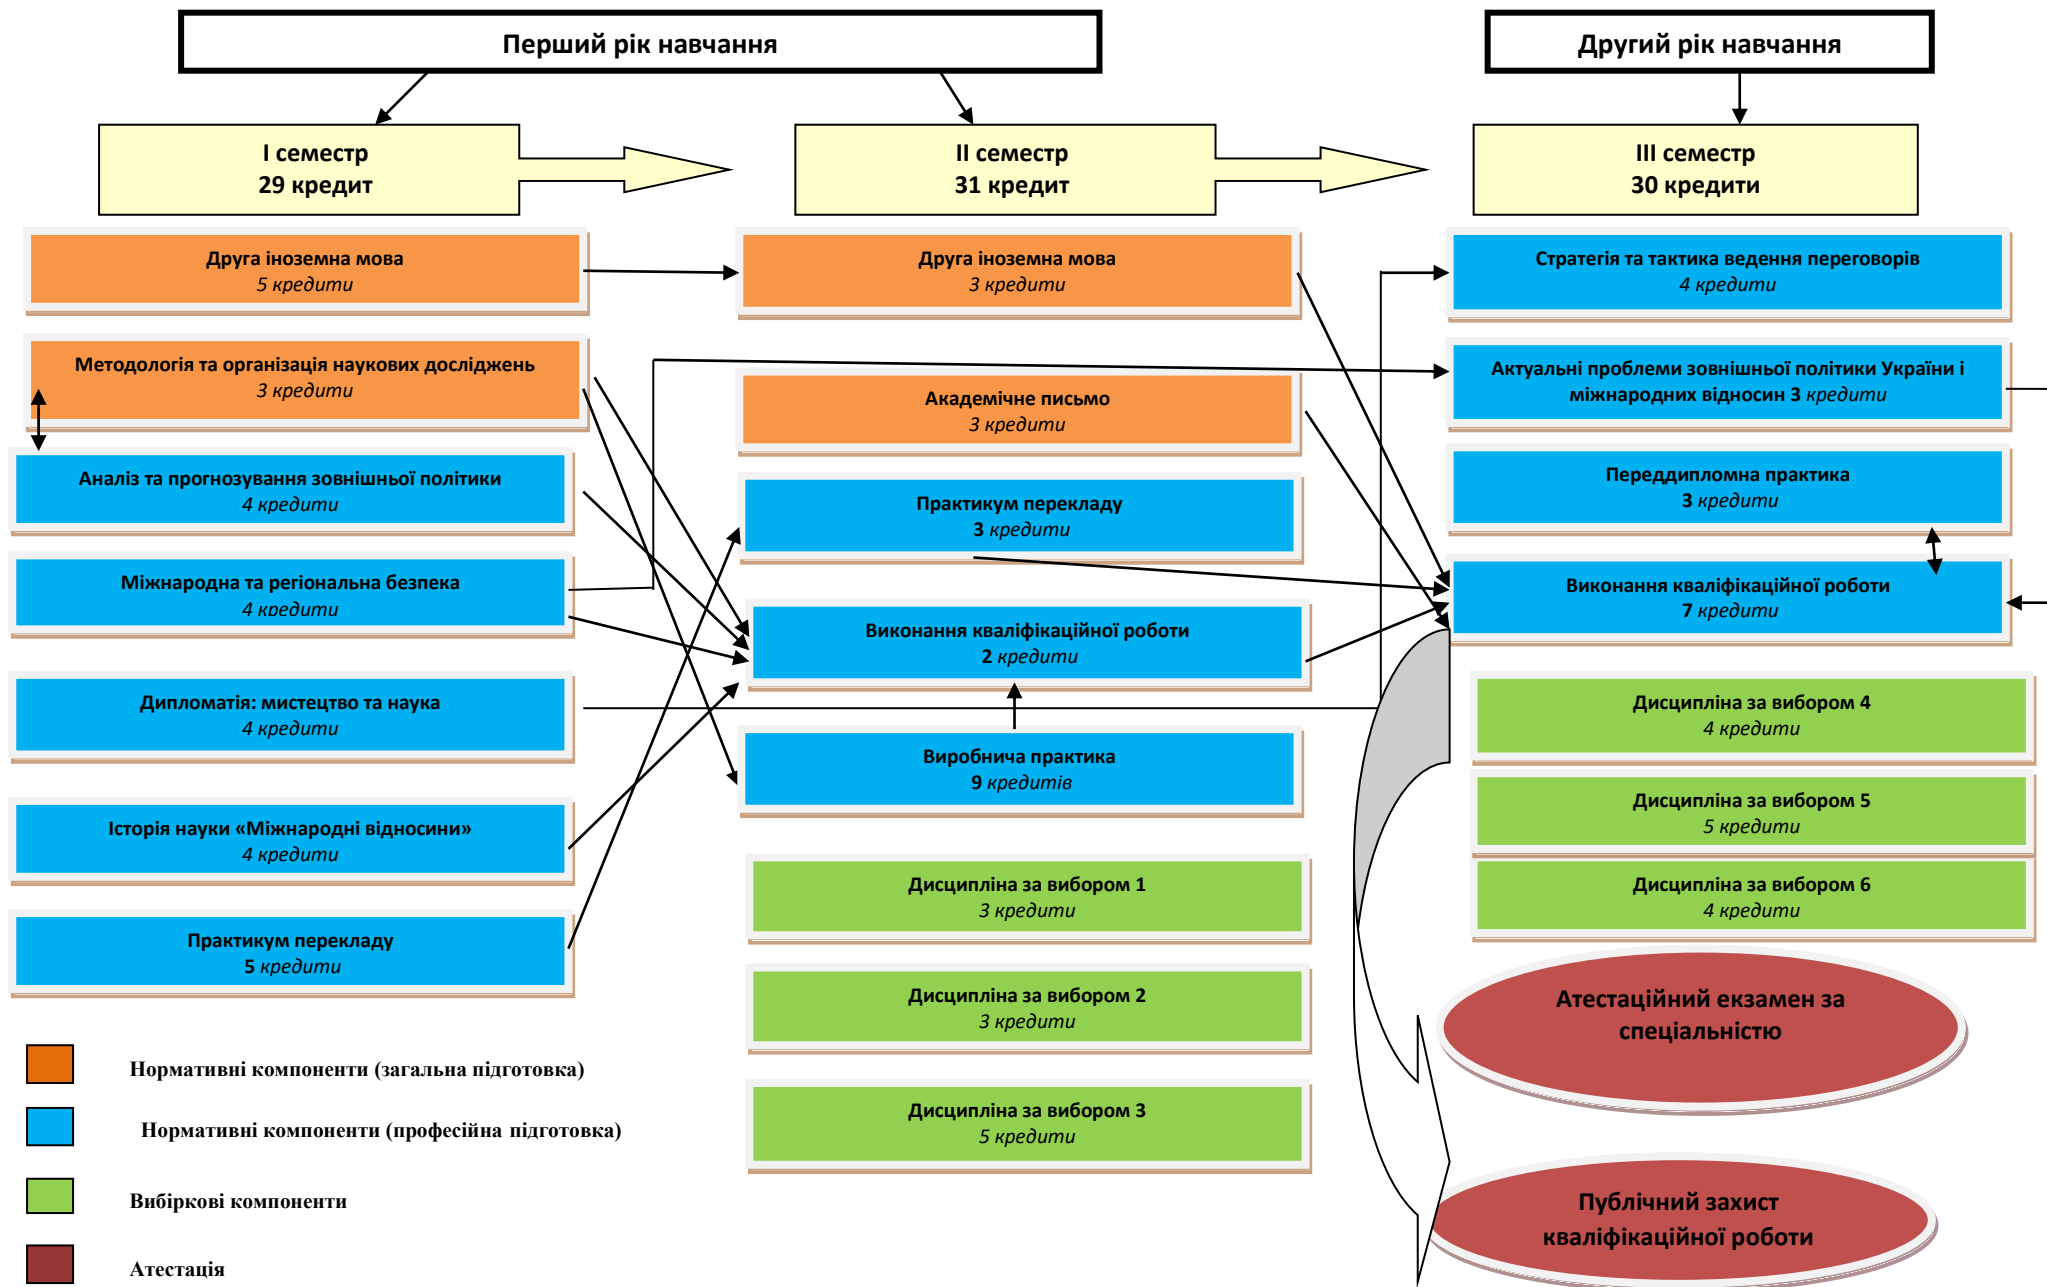 Перший рік навчання
Другий рік навчання
І семестр
29 кредит
ІІ семестр
31 кредит
ІІІ семестр
30 кредити
Друга іноземна мова
5 кредити
Методологія та організація наукових досліджень
3 кредити
Аналіз та прогнозування зовнішньої політики
4 кредити
Міжнародна та регіональна безпека
4 кредити
Дипломатія: мистецтво та наука
4 кредити
Історія науки «Міжнародні відносини»
4 кредити
Практикум перекладу
5 кредити
Друга іноземна мова
3 кредити
Академічне письмо
3 кредити
Практикум перекладу
3 кредити
Виконання кваліфікаційної роботи
2 кредити
Виробнича практика
9 кредитів
Дисципліна за вибором 1
3 кредити
Дисципліна за вибором 2
3 кредити
Дисципліна за вибором 3
5 кредити
Стратегія та тактика ведення переговорів
4 кредити
Актуальні проблеми зовнішньої політики України і
міжнародних відносин 3 кредити
Переддипломна практика
3 кредити
Виконання кваліфікаційної роботи
7 кредити
Дисципліна за вибором 4
4 кредити
Дисципліна за вибором 5
5 кредити
Дисципліна за вибором 6
4 кредити
Атестаційний екзамен за
спеціальністю
Публічний захист
кваліфікаційної роботи
Нормативні компоненти (загальна підготовка)
Нормативні компоненти (професійна підготовка)
Вибіркові компоненти
Атестація